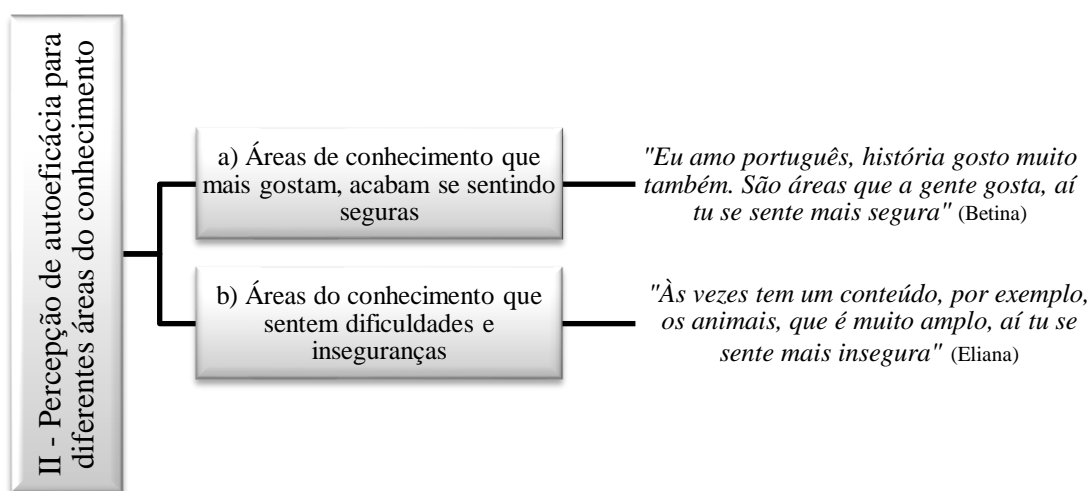 II - Percepção de autoeficácia para
diferentes áreas do conhecimento
a) Áreas de conhecimento que
mais gostam, acabam se sentindo
seguras
"Eu amo português, história gosto muito
também. São áreas que a gente gosta, aí
tu se sente mais segura" (Betina)
b) Áreas do conhecimento que
sentem dificuldades e
inseguranças
"Às vezes tem um conteúdo, por exemplo,
os animais, que é muito amplo, aí tu se
sente mais insegura" (Eliana)